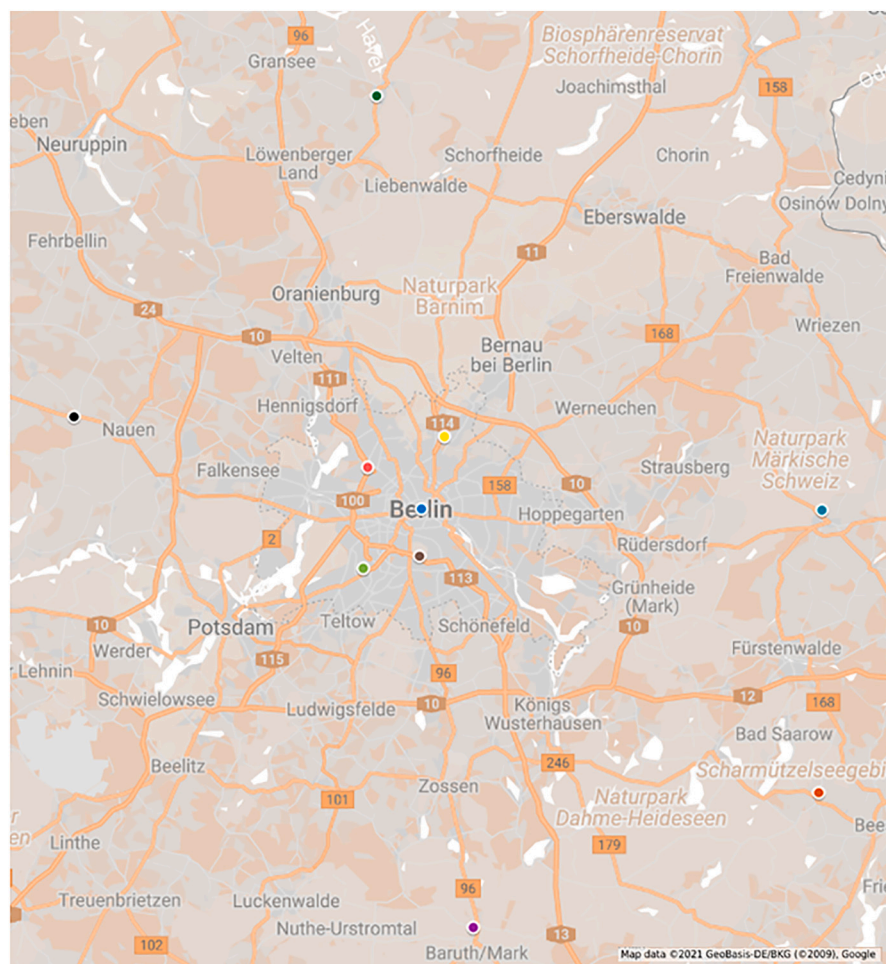 96
Havel
Gransee
Biosphärenreservat
Schorfheide-Chorin
Joachimsthal
158
Neuruppin
Löwenberger
Land
Schorfheide
Chorin
Liebenwalde
Eberswalde
Osinów Dolny
Fehrbellin
11
Bad
Freienwalde
Oranienburg
Naturpark
Barnim
24
10
168
Wriezen
Velten
Bernau
bei Berlin
111
Hennigsdorf
Werneuchen
114
Nauen
Falkensee
Naturpark
Märkische
Schweiz
Strausberg
158
10
100
Berlin
Hoppegarten
2
Rüdersdorf
113
Grünheide
(Mark)
Teltow
10
Potsdam
Schönefeld
10
Werder
115
Fürstenwalde
Lehnin
96
Schwielowsee
Ludwigsfelde
10
Königs
Wusterhausen
12
168
Bad Saarow
Beelitz
246
Scharmützelseegebi
Zossen
101
Naturpark
Dahme-Heideseen
Bee
Linthe
179
96
Frie
Treuenbrietzen
Luckenwalde
Nuthe-Urstromtal
13
102
Baruth/Mark
Map data ©2021 GeoBasis-DE/BKG (©2009), Google